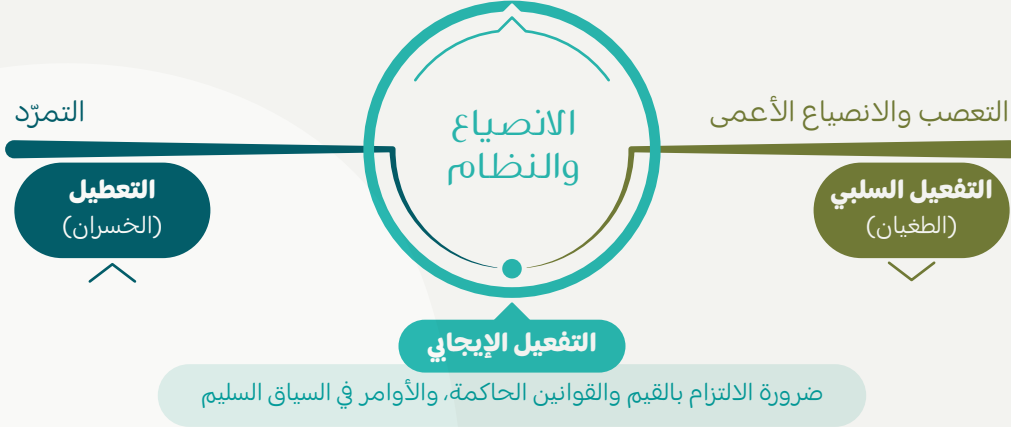 التعصب والانصياع الأعمى
التمرّد
الانصياع
والنظام
التفعيل السلبي
(الطغيان)
التعطيل
(الخسران)
التفعيل الإيجابي
ضرورة الالتزام بالقيم والقوانين الحاكمة، والأوامر في السياق السليم